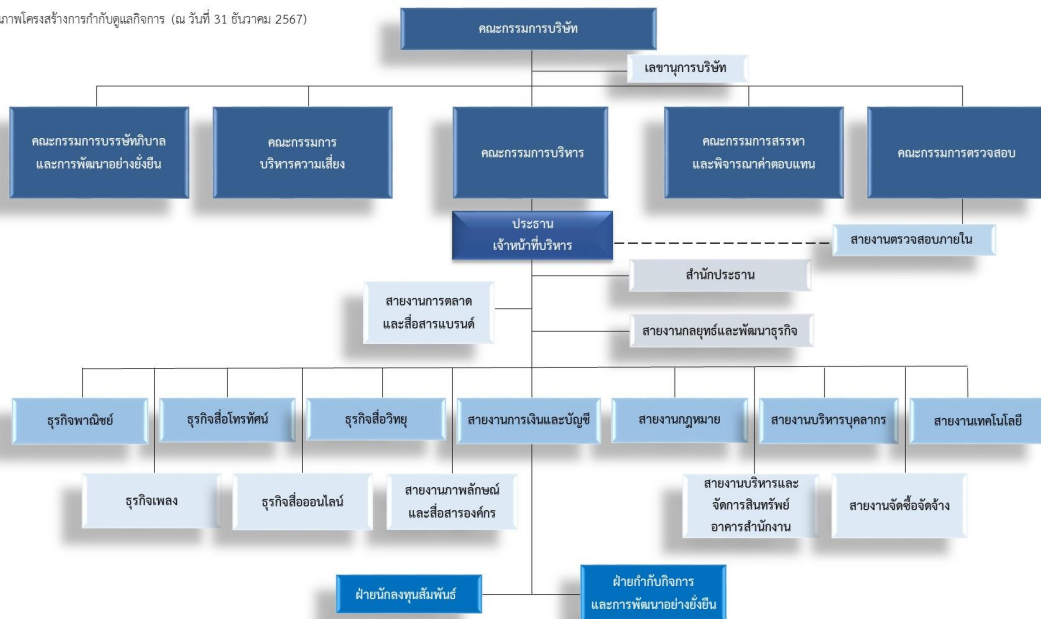 ภาพโครงสร้างการกำกับดูแลกิจการ (ณ วันที่ 31 ธันวาคม 2567)
คณะกรรมการบริษัท
เลขานุการบริษัท
คณะกรรมการบรรษัทภิบาล
และการพัฒนาอย่างยั่งยืน
คณะกรรมการ
บริหารความเสี่ยง
คณะกรรมการบริหาร
คณะกรรมการสรรหา
และพิจารณาค่าตอบแทน
คณะกรรมการตรวจสอบ
ประธาน
เจ้าหน้าที่บริหาร
สายงานตรวจสอบภายใน
สำนักประธาน
สายงานการตลาด
และสื่อสารแบรนด์
สายงานกลยุทธ์และพัฒนาธุรกิจ
ธุรกิจพาณิชย์
ธุรกิจสื่อโทรทัศน์
ธุรกิจสื่อวิทยุ
สายงานการเงินและบัญชี
สายงานกฎหมาย
สายงานบริหารบุคลากร
สายงานเทคโนโลยี
ธุรกิจเพลง
ธุรกิจสื่อออนไลน์
สายงานภาพลักษณ์
และสื่อสารองค์กร
สายงานบริหารและ
จัดการสินทรัพย์
อาคารสำนักงาน
สายงานจัดซื้อจัดจ้าง
ฝ่ายนักลงทุนสัมพันธ์
ฝ่ายกำกับกิจการ
และการพัฒนาอย่างยั่งยืน